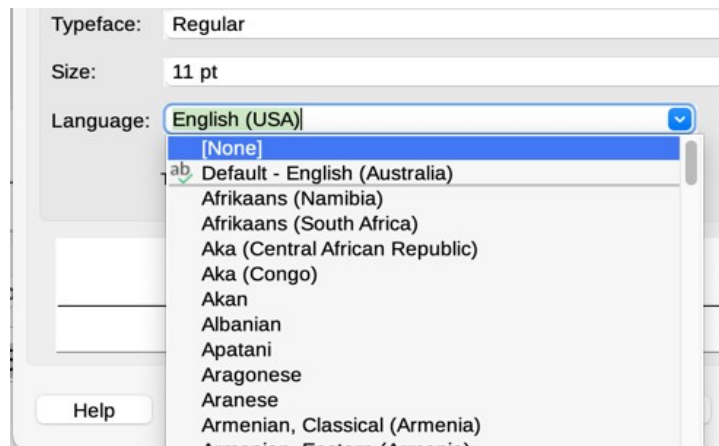 Typeface: Regular
Size: 11 pt
Language: English (USA)
[None]
Default - English (Australia)
Afrikaans (Namibia)
Afrikaans (South Africa)
Aka (Central African Republic)
Aka (Congo)
Akan
Albanian
Apatani
Aragonese
Aranese
Help
Armenian, Classical (Armenia)